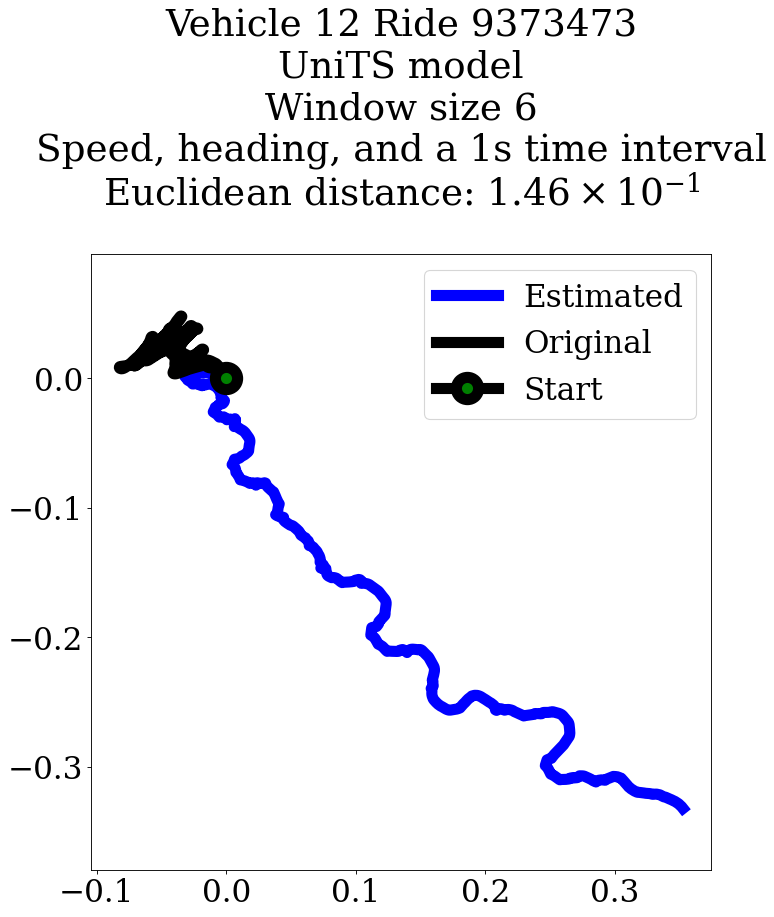 Vehicle 12 Ride 9373473
UniTS model
Window size 6
Speed, heading, and a 1s time interval
Euclidean distance: 1.46 × 10⁻¹
Estimated
Original
Start
0.0
−0.1
−0.2
−0.3
−0.1 0.0 0.1 0.2 0.3